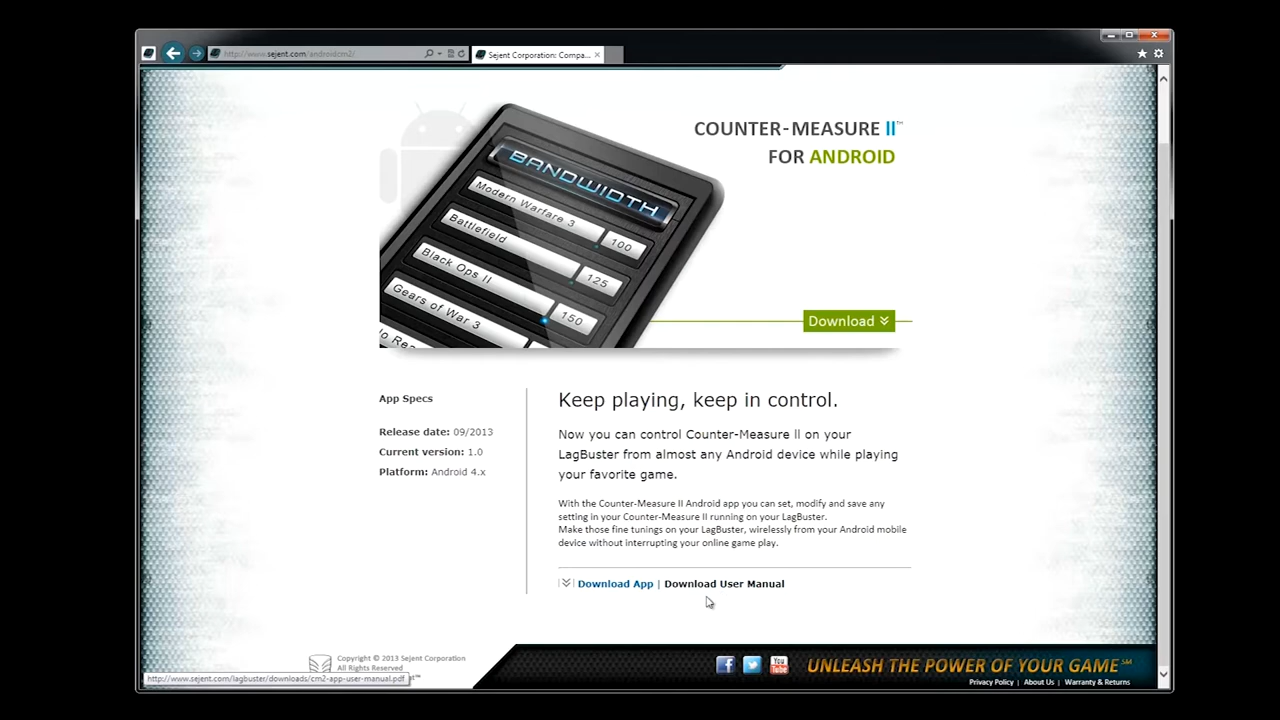 http://www.sejent.com/androidcm2/
Sejent Corporation: Compa...
COUNTER-MEASURE II™
FOR ANDROID
BANDWIDTH
Modern Warfare 3
100
Battlefield
125
Black Ops II
150
Gears of War 3
Download
App Specs
Release date: 09/2013
Current version: 1.0
Platform: Android 4.x
Keep playing, keep in control.
Now you can control Counter-Measure II on your
LagBuster from almost any Android device while playing
your favorite game.
With the Counter-Measure II Android app you can set, modify and save any
setting in your Counter-Measure II running on your LagBuster.
Make those fine tunings on your LagBuster, wirelessly from your Android mobile
device without interrupting your online game play.
Download App | Download User Manual
Copyright © 2013 Sejent Corporation
All Rights Reserved
You Tube
UNLEASH THE POWER OF YOUR GAME℠
Privacy Policy | About Us | Warranty & Returns
http://www.sejent.com/lagbuster/downloads/cm2-app-user-manual.pdf